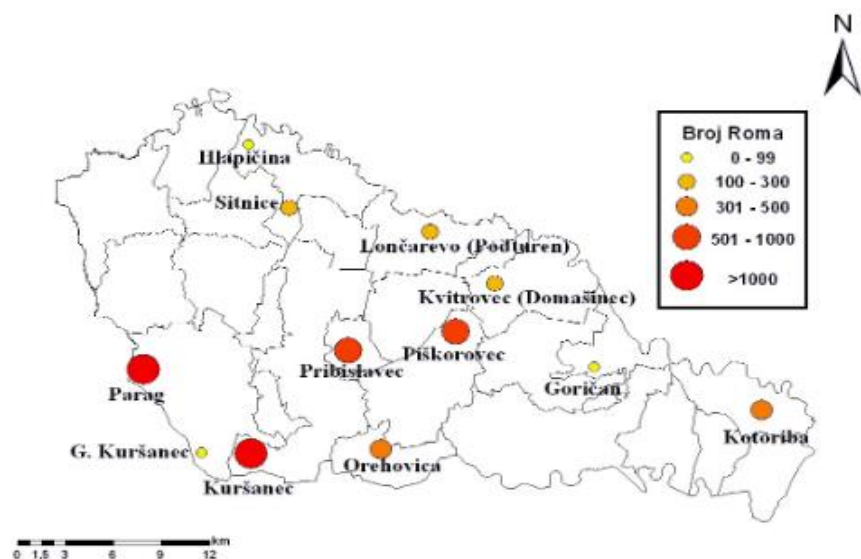 N
Broj Roma
0 - 99
100 - 300
301 - 500
501 - 1000
>1000
Hlapičina
Sitnice
Lončarevo (Podturen)
Kvitrovec (Domašinec)
Piškorovec
Pribislavec
Goričan
Parag
Kotoriba
G. Kuršanec
Orehovica
Kuršanec
km
0 1,5 3 6 9 12